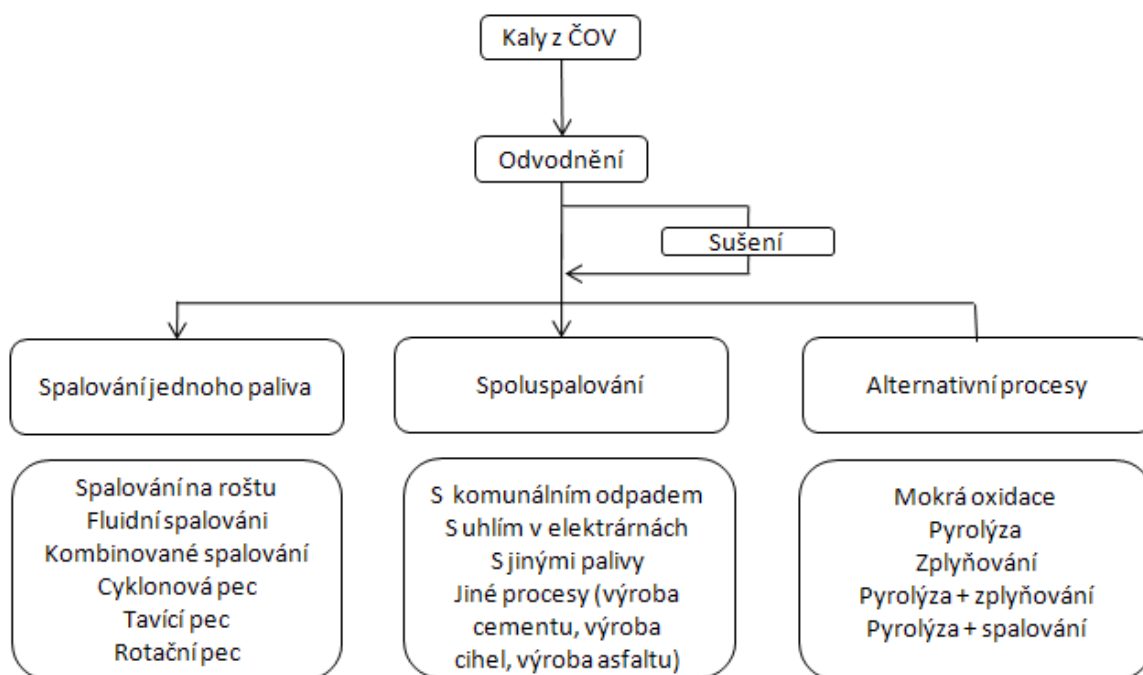 Kaly z ČOV
Odvodnění
Sušení
Spalování jednoho paliva
Spoluspalování
Alternativní procesy
Spalování na roštu
Fluidní spalováni
Kombinované spalování
Cyklonová pec
Tavící pec
Rotační pec
S komunálním odpadem
S uhlím v elektrárnách
S jinými palivy
Jiné procesy (výroba
cementu, výroba
cihel, výroba asfaltu)
Mokrá oxidace
Pyrolýza
Zplyňování
Pyrolýza + zplyňování
Pyrolýza + spalování